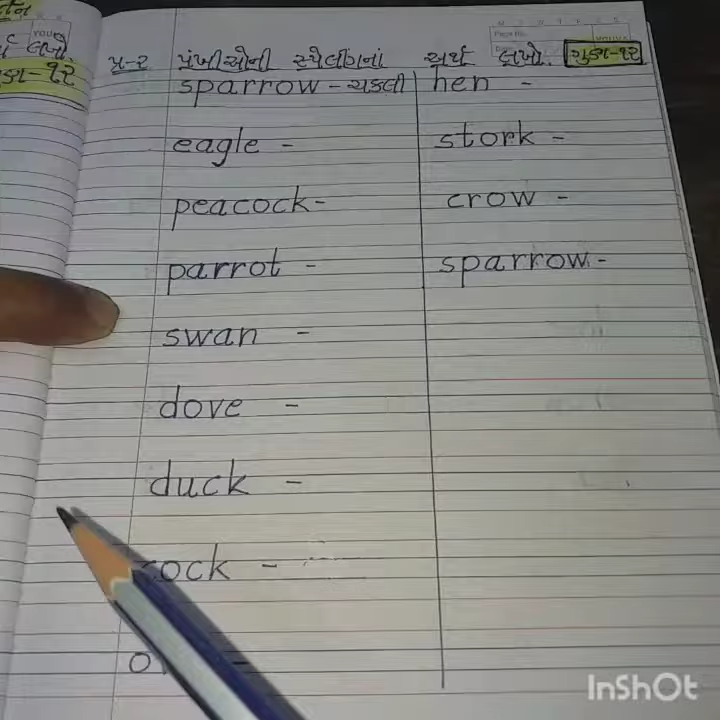 પ્ર-૨ પંખીઓની સ્પેલીંગનાં અર્થ લખો. ગુણ-૧૨
sparrow - ચકલી
eagle -
peacock-
parrot -
swan -
dove -
duck -
cock -
hen -
stork -
crow -
sparrow -
InShOt